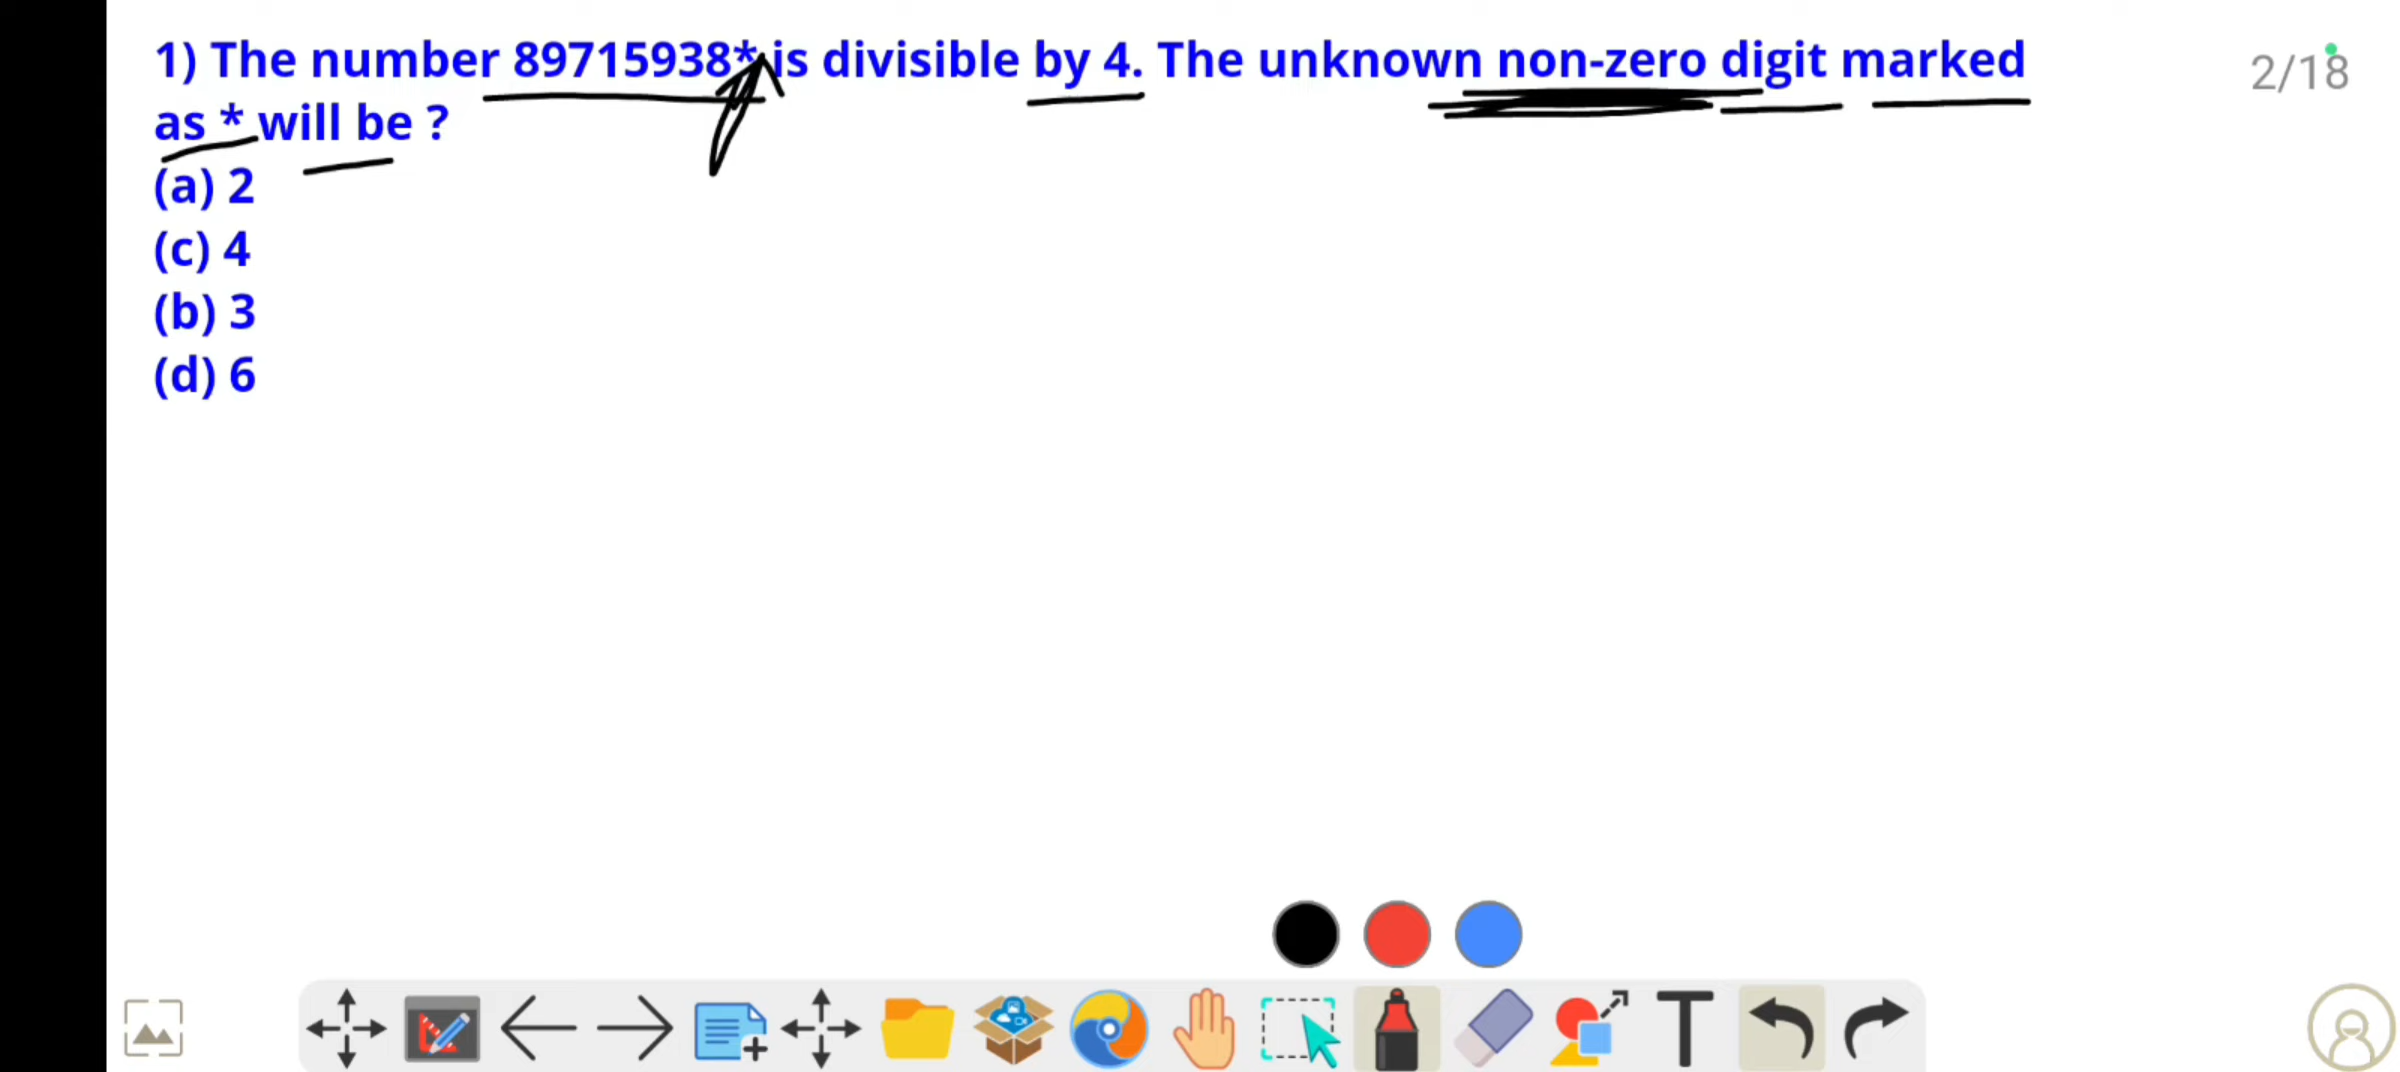 1) The number 89715938* is divisible by 4. The unknown non-zero digit marked
as * will be ?
(a) 2
(c) 4
(b) 3
(d) 6
2/18
T